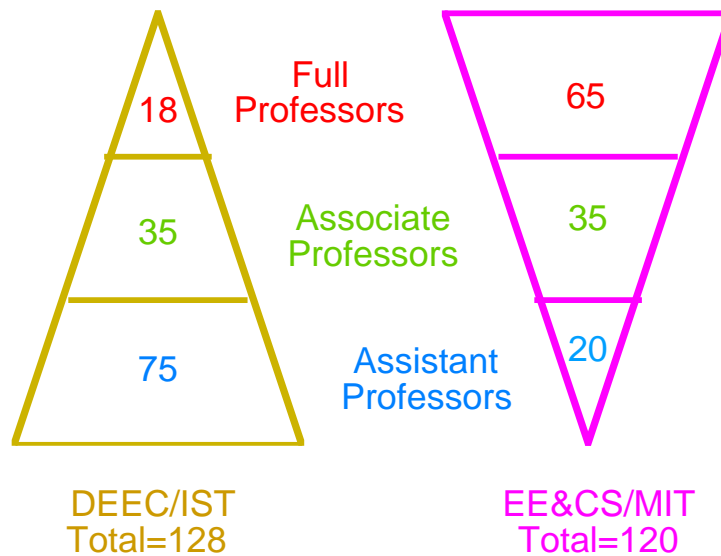 18
Full
Professors
65
35
Associate
Professors
35
75
Assistant
Professors
20
DEEC/IST
Total=128
EE&CS/MIT
Total=120